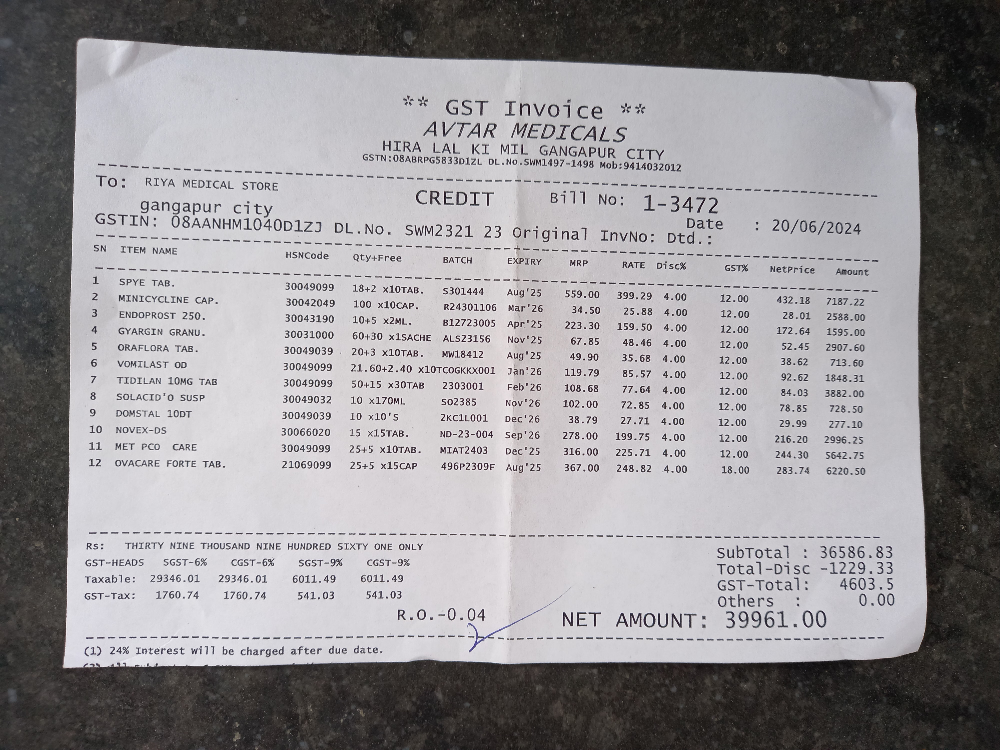 ** GST Invoice **
AVTAR MEDICALS
HIRA LAL KI MIL GANGAPUR CITY
GSTN:08ABRPG5833D1ZL DL.No.SWM1497-1498 Mob:9414032012
To: RIYA MEDICAL STORE CREDIT Bill No: 1-3472
gangapur city Date : 20/06/2024
GSTIN: 08AANHM1040D1ZJ DL.No. SWM2321 23 Original InvNo: Dtd.:
SN ITEM NAME HSNCode Qty+Free BATCH EXPIRY MRP RATE Disc% GST% NetPrice Amount
1 SPYE TAB. 30049099 18+2 x10TAB. S301444 Aug'25 559.00 399.29 4.00 12.00 432.18 7187.22
2 MINICYCLINE CAP. 30042049 100 x10CAP. R24301106 Mar'26 34.50 25.88 4.00 12.00 28.01 2588.00
3 ENDOPROST 250. 30043190 10+5 x2ML. B12723005 Apr'25 223.30 159.50 4.00 12.00 172.64 1595.00
4 GYARGIN GRANU. 30031000 60+30 x1SACHE ALS23156 Nov'25 67.85 48.46 4.00 12.00 52.45 2907.60
5 ORAFLORA TAB. 30049039 20+3 x10TAB. MW18412 Aug'25 49.90 35.68 4.00 12.00 38.62 713.60
6 VOMILAST OD 30049099 21.60+2.40 x10TCOGKKX001 Jan'26 119.79 85.57 4.00 12.00 92.62 1848.31
7 TIDILAN 10MG TAB 30049099 50+15 x30TAB 2303001 Feb'26 108.68 77.64 4.00 12.00 84.03 3882.00
8 SOLACID'O SUSP 30049032 10 x170ML SO2385 Nov'26 102.00 72.85 4.00 12.00 78.85 728.50
9 DOMSTAL 10DT 30049039 10 x10'S 2KC1L001 Dec'26 38.79 27.71 4.00 12.00 29.99 277.10
10 NOVEX-DS 30066020 15 x15TAB. ND-23-004 Sep'26 278.00 199.75 4.00 12.00 216.20 2996.25
11 MET PCO CARE 30049099 25+5 x10TAB. MIAT2403 Dec'25 316.00 225.71 4.00 12.00 244.30 5642.75
12 OVACARE FORTE TAB. 21069099 25+5 x15CAP 496P2309F Aug'25 367.00 248.82 4.00 18.00 283.74 6220.50
Rs: THIRTY NINE THOUSAND NINE HUNDRED SIXTY ONE ONLY SubTotal : 36586.83
GST-HEADS SGST-6% CGST-6% SGST-9% CGST-9% Total-Disc -1229.33
Taxable: 29346.01 29346.01 6011.49 6011.49 GST-Total: 4603.5
GST-Tax: 1760.74 1760.74 541.03 541.03 Others : 0.00
R.O.-0.04 NET AMOUNT: 39961.00
(1) 24% Interest will be charged after due date.